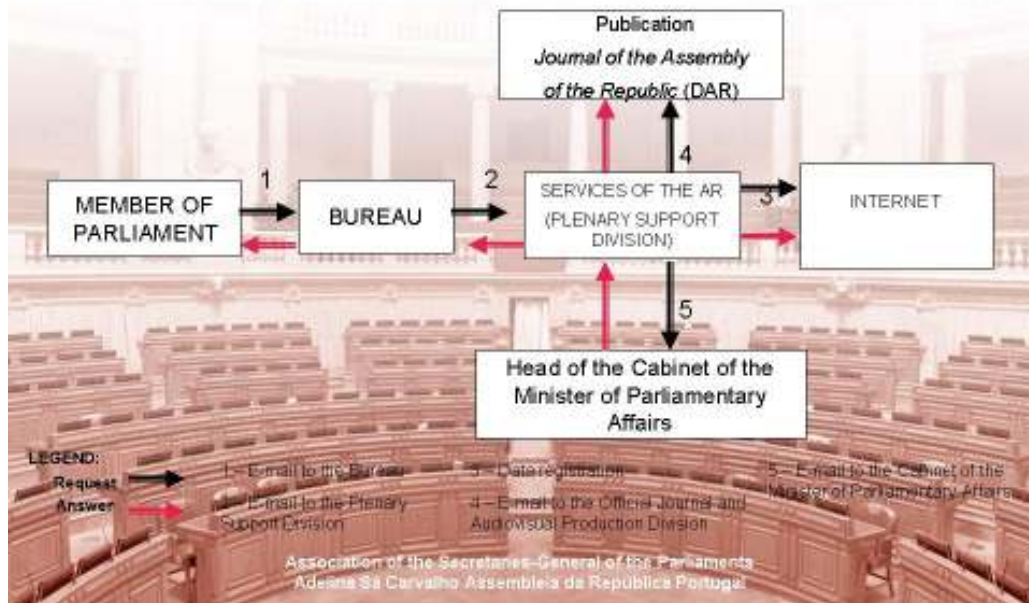 Publication
Journal of the Assembly
of the Republic (DAR)
4
1
2
3
MEMBER OF
PARLIAMENT
BUREAU
SERVICES OF THE AR
(PLENARY SUPPORT
DIVISION)
INTERNET
5
Head of the Cabinet of the
Minister of Parliamentary
Affairs
LEGEND:
Request
Answer
1 – E-mail to the Bureau
2 – E-mail to the Plenary
Support Division
3 – Data registration
4 – E-mail to the Official Journal and
Audiovisual Production Division
5 – E-mail to the Cabinet of the
Minister of Parliamentary Affairs
Association of the Secretaries-General of the Parliaments
Adelina Sá Carvalho Assembleia da República Portugal